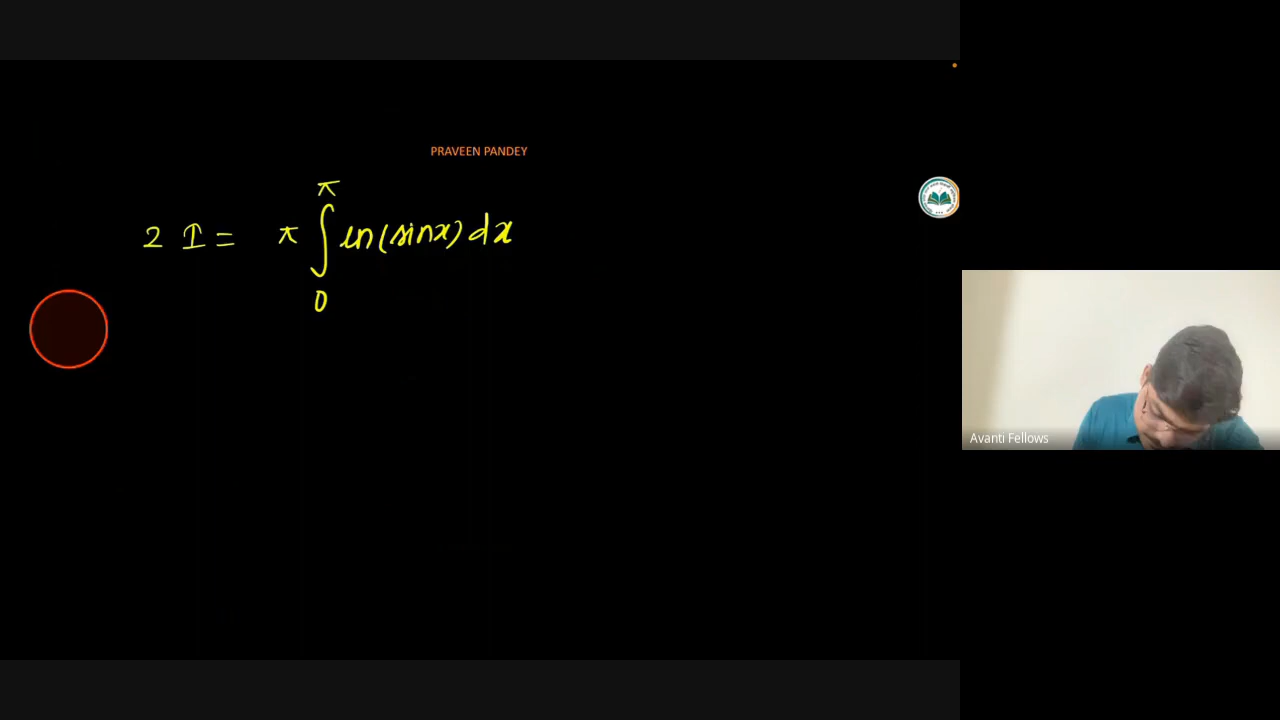 PRAVEEN PANDEY
2 I = π ∫₀^π ln(sinx) dx
Avanti Fellows